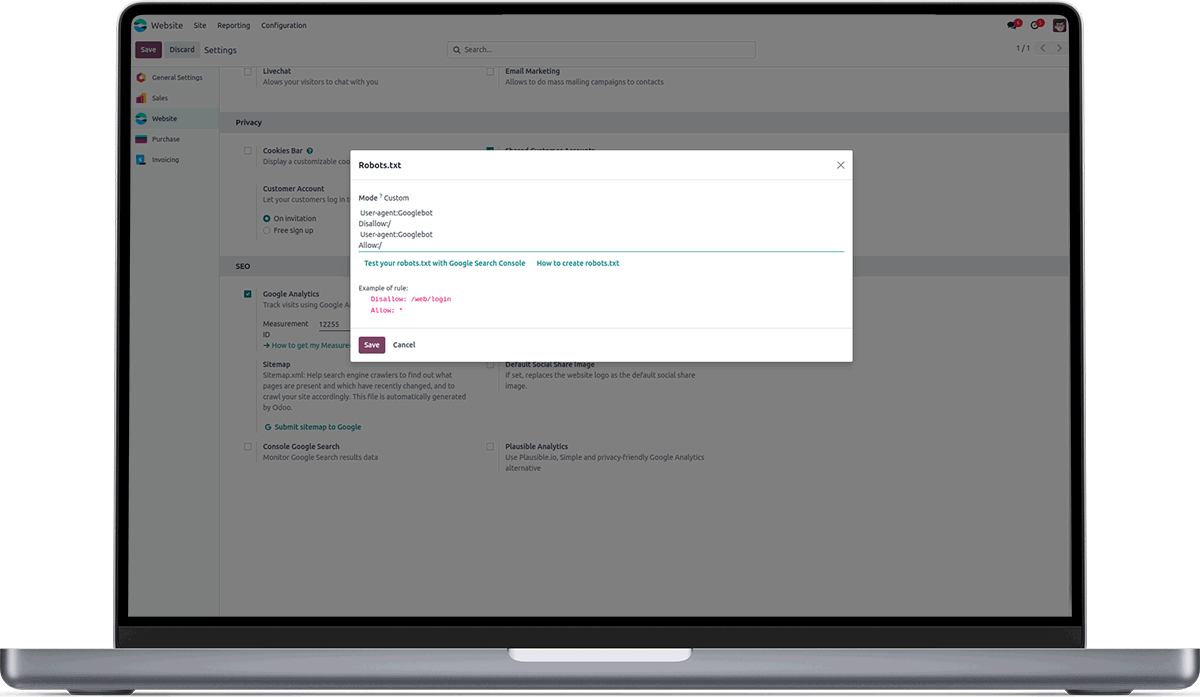 Website Site Reporting Configuration
Save Discard Settings Search... 1 / 1
General Settings
Sales
Website
Purchase
Invoicing
Livechat
Alows your visitors to chat with you
Email Marketing
Allows to do mass mailing campaigns to contacts
Privacy
Cookies Bar ?
Display a customizable coo
Customer Account
Let your customers log in t
On invitation
Free sign up
Robots.txt
Mode ? Custom
User-agent:Googlebot
Disallow:/
User-agent:Googlebot
Allow:/
Test your robots.txt with Google Search Console How to create robots.txt
Example of rule:
Disallow: /web/login
Allow: *
Save Cancel
SEO
Google Analytics
Track visits using Google A
Measurement 12255
ID
How to get my Measure
Sitemap
Sitemap.xml: Help search engine crawlers to find out what
pages are present and which have recently changed, and to
crawl your site accordingly. This file is automatically generated
by Odoo.
Submit sitemap to Google
Default Social Share Image
If set, replaces the website logo as the default social share
image.
Console Google Search
Monitor Google Search results data
Plausible Analytics
Use Plausible.io, Simple and privacy-friendly Google Analytics
alternative